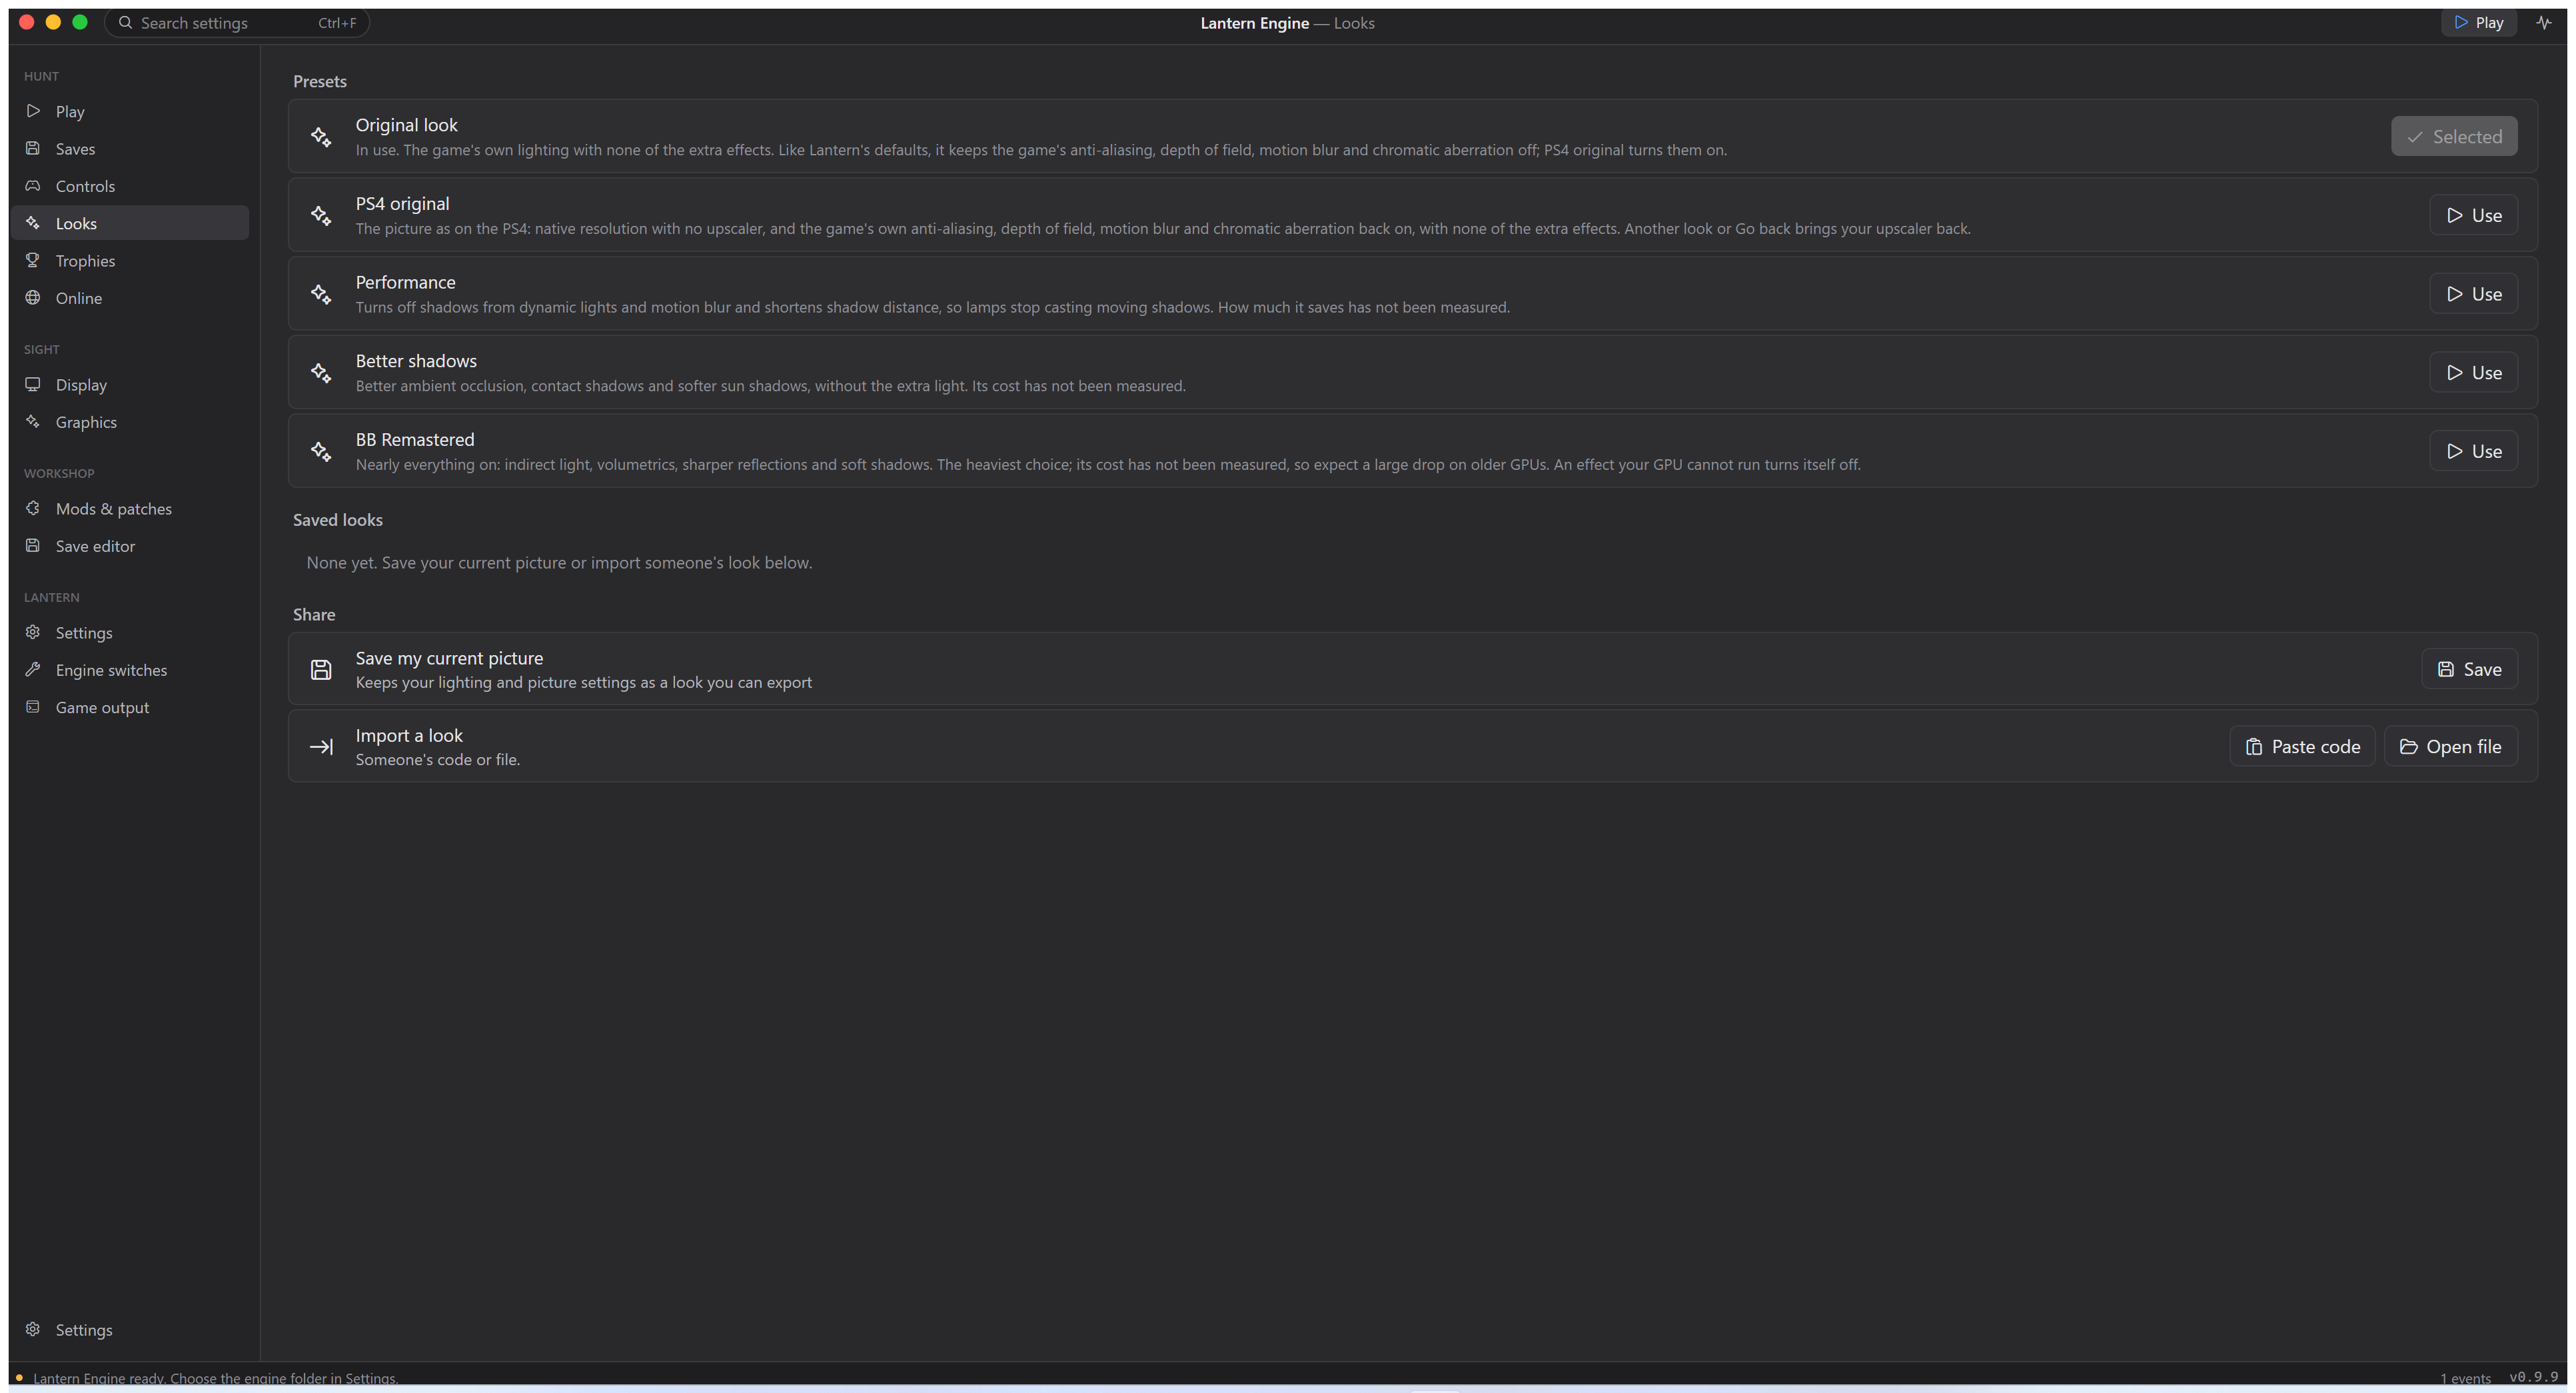 Search settings Ctrl+F
Lantern Engine — Looks
Play
HUNT
Play
Saves
Controls
Looks
Trophies
Online
SIGHT
Display
Graphics
WORKSHOP
Mods & patches
Save editor
LANTERN
Settings
Engine switches
Game output
Settings
Presets
Original look
In use. The game's own lighting with none of the extra effects. Like Lantern's defaults, it keeps the game's anti-aliasing, depth of field, motion blur and chromatic aberration off; PS4 original turns them on.
Selected
PS4 original
The picture as on the PS4: native resolution with no upscaler, and the game's own anti-aliasing, depth of field, motion blur and chromatic aberration back on, with none of the extra effects. Another look or Go back brings your upscaler back.
Use
Performance
Turns off shadows from dynamic lights and motion blur and shortens shadow distance, so lamps stop casting moving shadows. How much it saves has not been measured.
Use
Better shadows
Better ambient occlusion, contact shadows and softer sun shadows, without the extra light. Its cost has not been measured.
Use
BB Remastered
Nearly everything on: indirect light, volumetrics, sharper reflections and soft shadows. The heaviest choice; its cost has not been measured, so expect a large drop on older GPUs. An effect your GPU cannot run turns itself off.
Use
Saved looks
None yet. Save your current picture or import someone's look below.
Share
Save my current picture
Keeps your lighting and picture settings as a look you can export
Save
Import a look
Someone's code or file.
Paste code
Open file
Lantern Engine ready. Choose the engine folder in Settings.
1 events v0.9.9